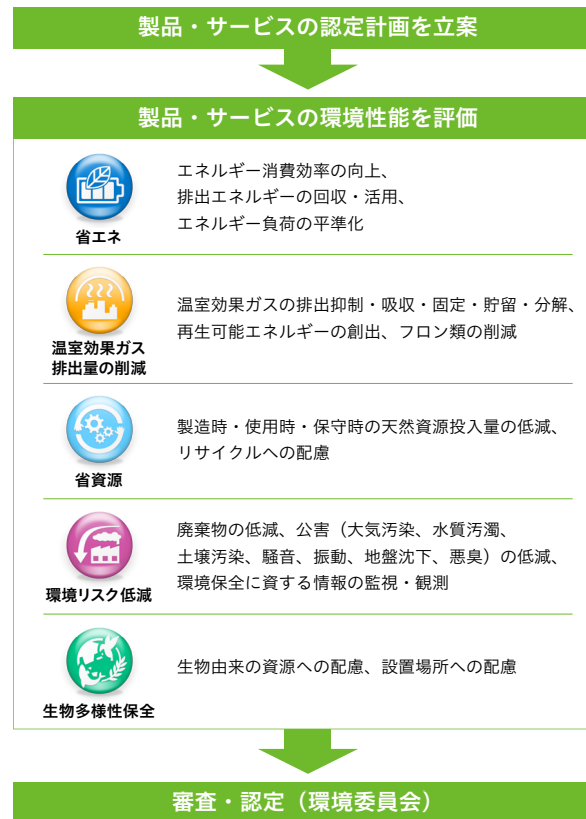 製品・サービスの認定計画を立案
製品・サービスの環境性能を評価
省エネ
エネルギー消費効率の向上、
排出エネルギーの回収・活用、
エネルギー負荷の平準化
温室効果ガス
排出量の削減
温室効果ガスの排出抑制・吸収・固定・貯留・分解、
再生可能エネルギーの創出、フロン類の削減
省資源
製造時・使用時・保守時の天然資源投入量の低減、
リサイクルへの配慮
環境リスク低減
廃棄物の低減、公害（大気汚染、水質汚濁、
土壌汚染、騒音、振動、地盤沈下、悪臭）の低減、
環境保全に資する情報の監視・観測
生物多様性保全
生物由来の資源への配慮、設置場所への配慮
審査・認定（環境委員会）